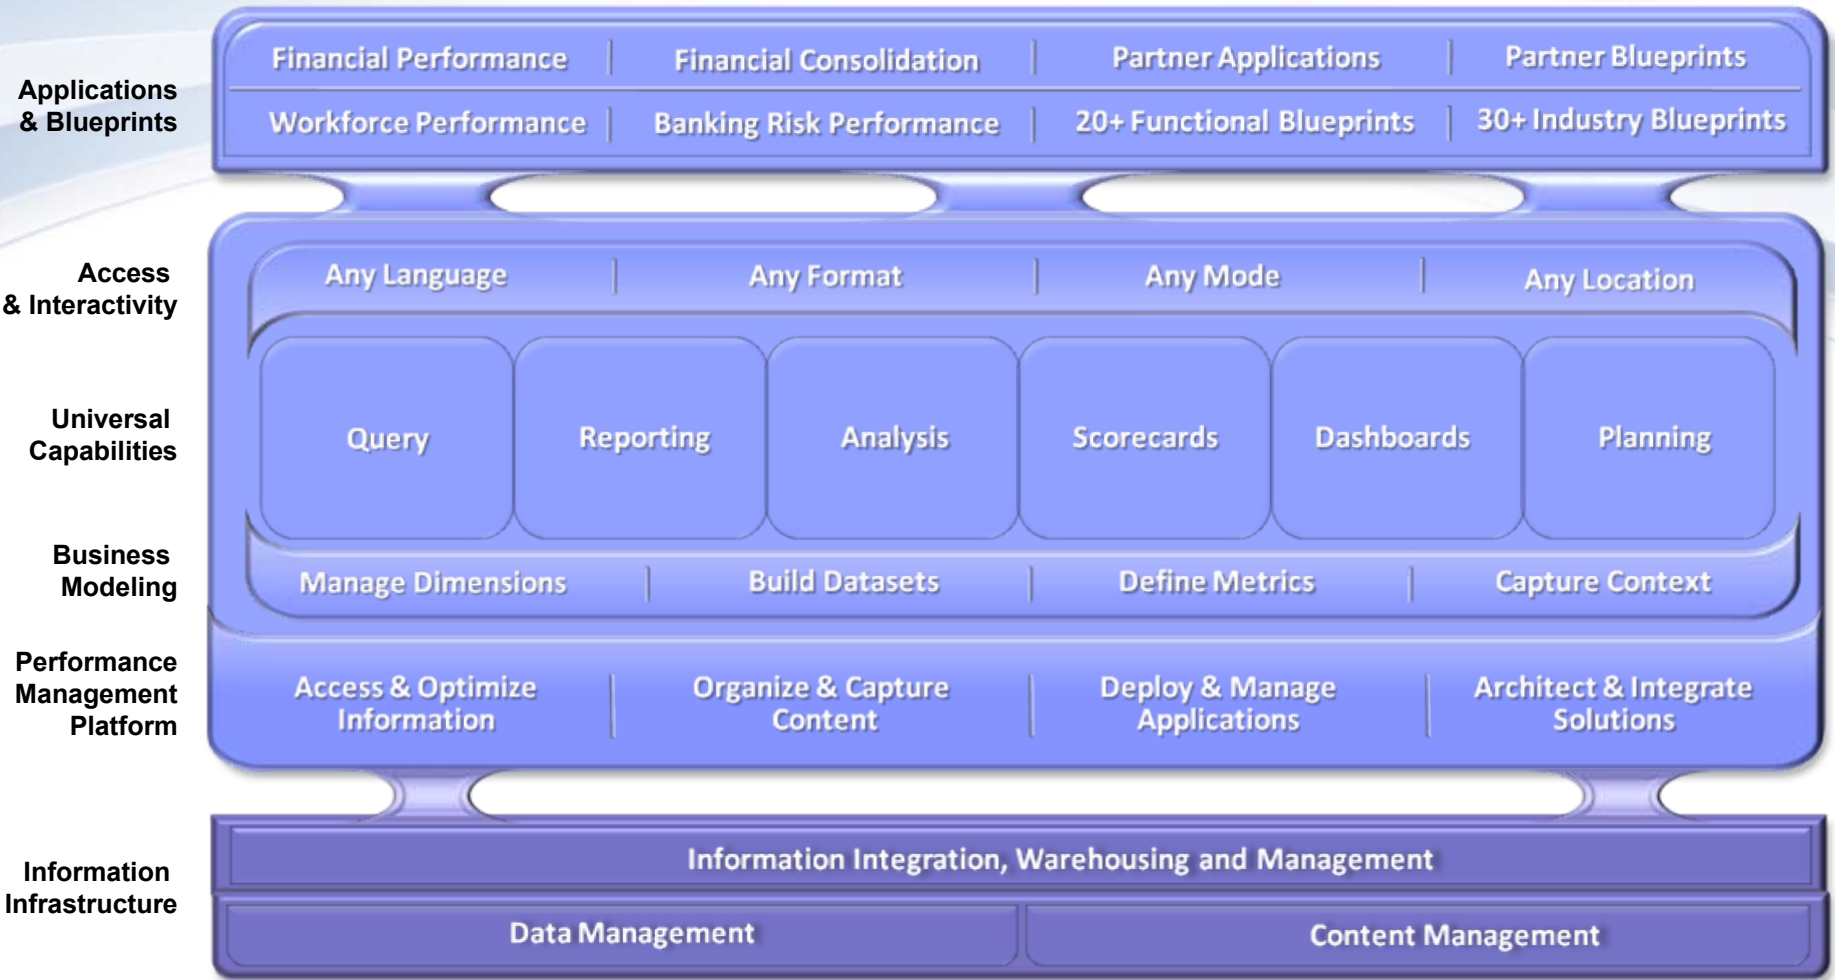 Applications
& Blueprints
Financial Performance
Financial Consolidation
Partner Applications
Partner Blueprints
Workforce Performance
Banking Risk Performance
20+ Functional Blueprints
30+ Industry Blueprints
Access
& Interactivity
Any Language
Any Format
Any Mode
Any Location
Universal
Capabilities
Query
Reporting
Analysis
Scorecards
Dashboards
Planning
Business
Modeling
Manage Dimensions
Build Datasets
Define Metrics
Capture Context
Performance
Management
Platform
Access & Optimize
Information
Organize & Capture
Content
Deploy & Manage
Applications
Architect & Integrate
Solutions
Information
Infrastructure
Information Integration, Warehousing and Management
Data Management
Content Management